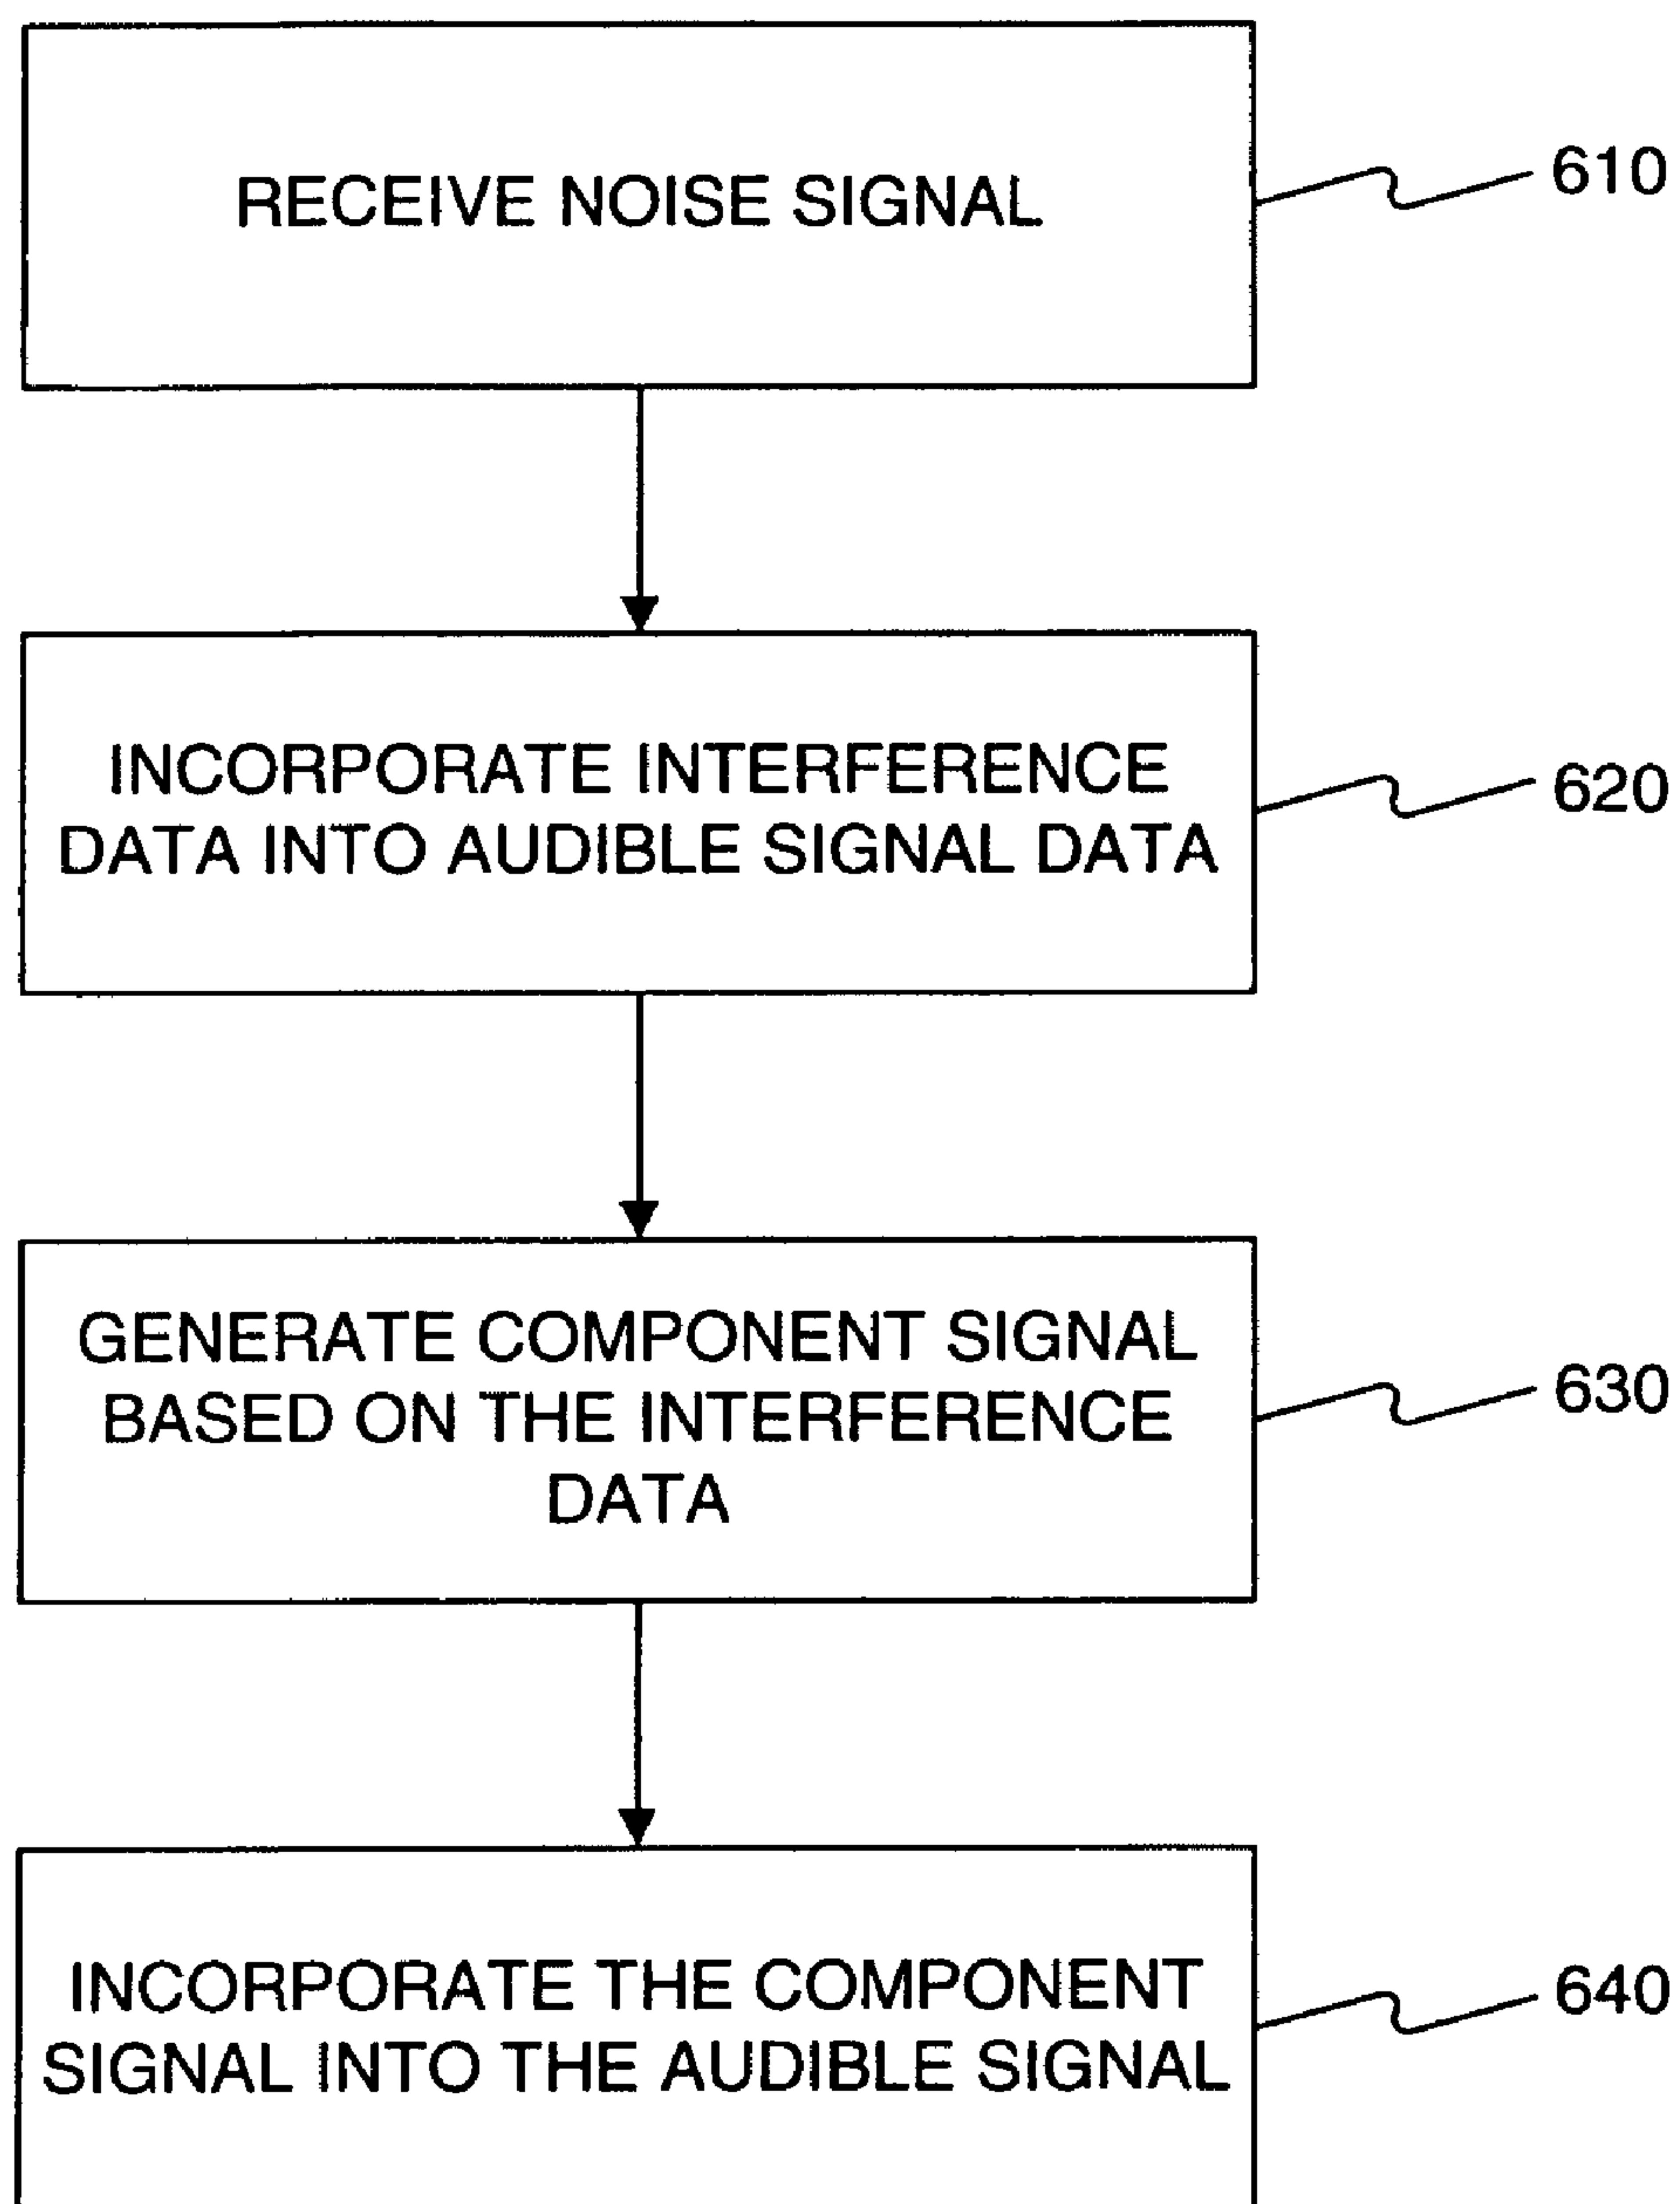 RECEIVE NOISE SIGNAL
610
INCORPORATE INTERFERENCE
DATA INTO AUDIBLE SIGNAL DATA
620
GENERATE COMPONENT SIGNAL
BASED ON THE INTERFERENCE
DATA
630
INCORPORATE THE COMPONENT
SIGNAL INTO THE AUDIBLE SIGNAL
640